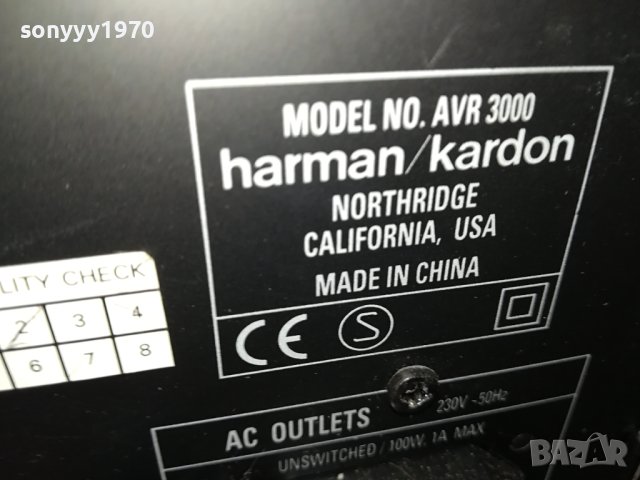 sonyyy1970
MODEL NO. AVR 3000
harman/kardon
NORTHRIDGE
CALIFORNIA, USA
MADE IN CHINA
CE S
LITY CHECK
2 3 4
6 7 8
AC OUTLETS 230V ~50Hz
UNSWITCHED / 100W. 1A MAX
BAZAR